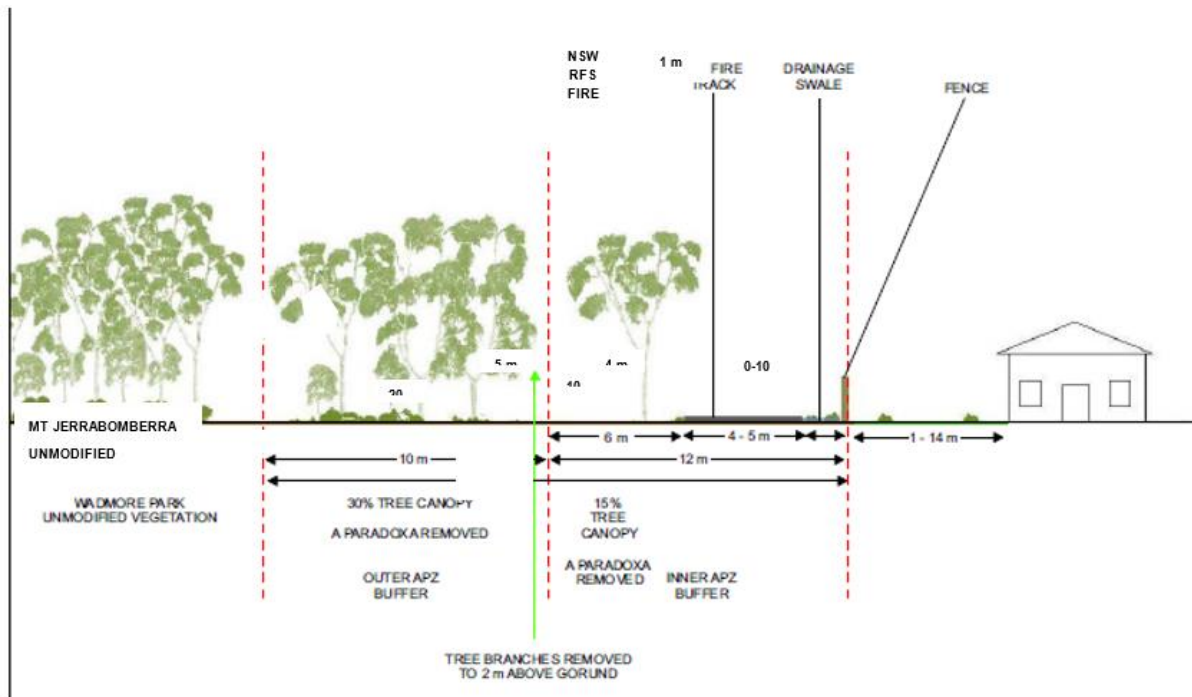 NSW
RFS
FIRE
1 m
FIRE
TRACK
DRAINAGE
SWALE
FENCE
5 m
4 m
0-10
MT JERRABOMBERRA
UNMODIFIED
6 m
4 - 5 m
1 - 14 m
10 m
12 m
WADMORE PARK
UNMODIFIED VEGETATION
30% TREE CANOPY
A PARADOXA REMOVED
OUTER APZ
BUFFER
15%
TREE
CANOPY
A PARADOXA
REMOVED
INNER APZ
BUFFER
TREE BRANCHES REMOVED
TO 2 m ABOVE GORUND